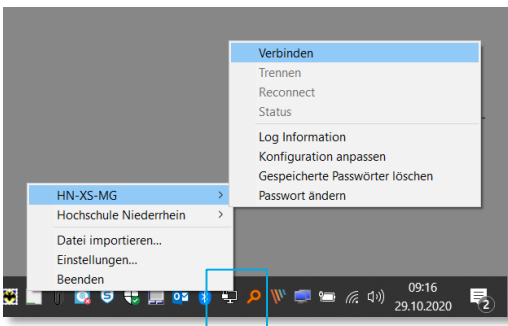 Verbinden
Trennen
Reconnect
Status
Log Information
Konfiguration anpassen
Gespeicherte Passwörter löschen
Passwort ändern
HN-XS-MG
Hochschule Niederrhein
Datei importieren...
Einstellungen...
Beenden
09:16
29.10.2020
2